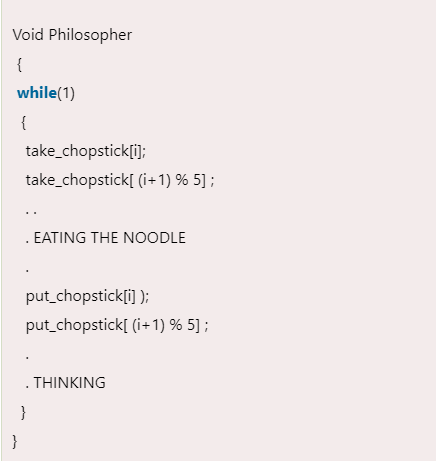 Void Philosopher
{
while(1)
{
take_chopstick[i];
take_chopstick[ (i+1) % 5] ;
. .
. EATING THE NOODLE
.
put_chopstick[i] );
put_chopstick[ (i+1) % 5] ;
.
. THINKING
}
}